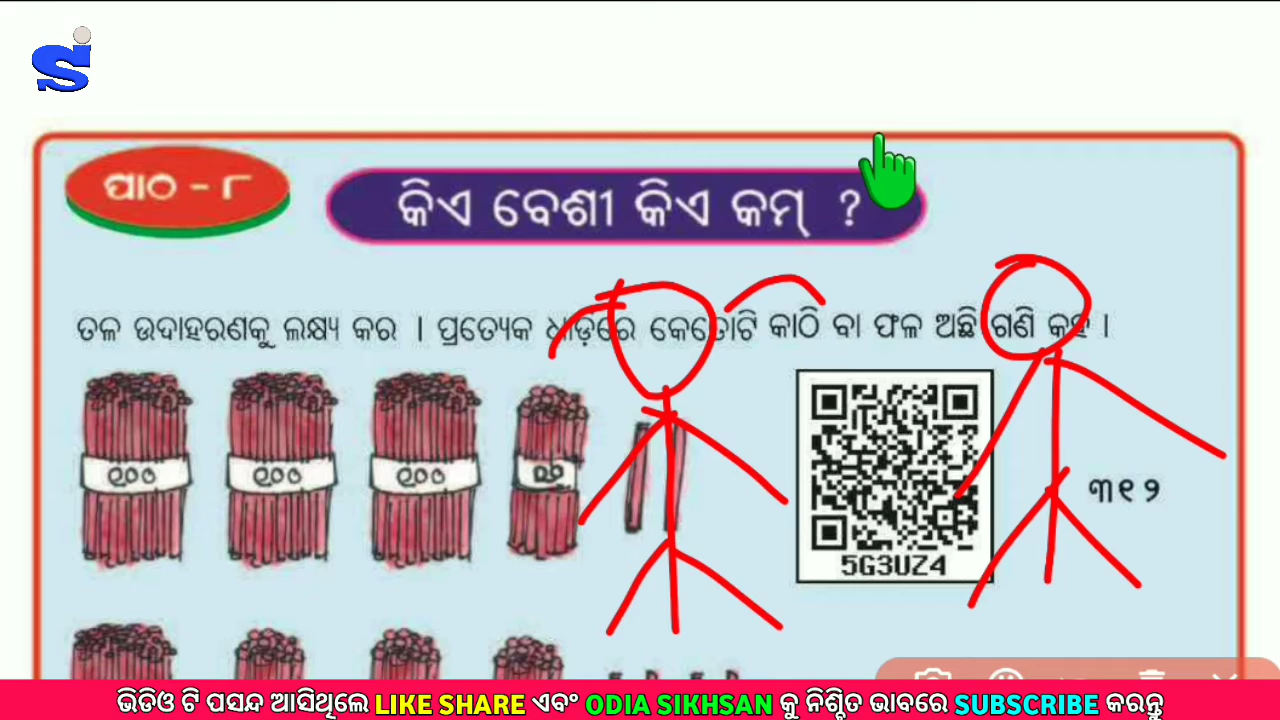 Si
ପାଠ - ୮
କିଏ ବେଶୀ କିଏ କମ୍ ?
ତଳ ଉଦାହରଣକୁ ଲକ୍ଷ୍ୟ କର । ପ୍ରତ୍ୟେକ ଧାଡ଼ିରେ କେତୋଟି କାଠି ବା ଫଳ ଅଛି ଗଣି କହ ।
୧୦୦ ୧୦୦ ୧୦୦
୩୧୨
5G3UZ4
ଭିଡିଓ ଟି ପସନ୍ଦ ଆସିଥିଲେ LIKE SHARE ଏବଂ ODIA SIKHSAN କୁ ନିଶ୍ଚିତ ଭାବରେ SUBSCRIBE କରନ୍ତୁ